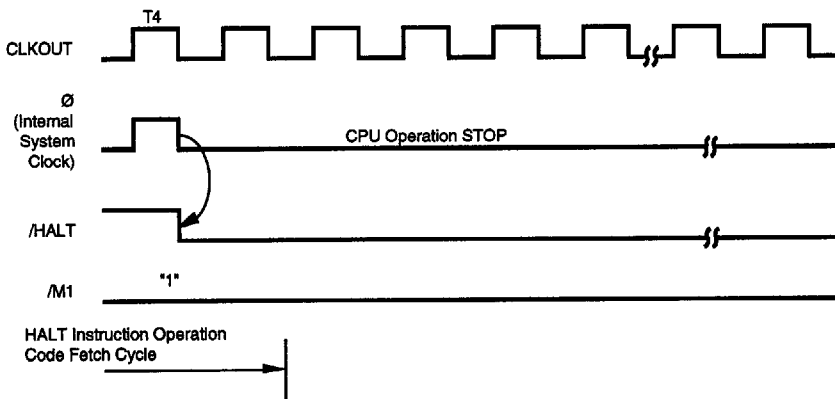 T4
CLKOUT
Ø
(Internal
System
Clock)
CPU Operation STOP
/HALT
"1"
/M1
HALT Instruction Operation
Code Fetch Cycle